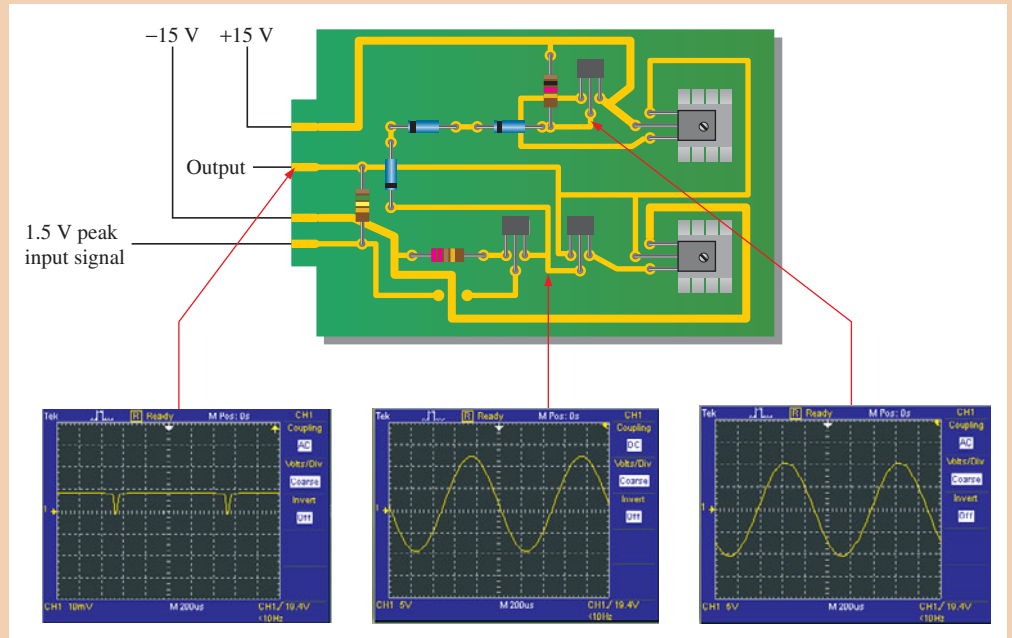 −15 V +15 V
Output
1.5 V peak
input signal
Tek R Ready M Pos: 0s CH1
Coupling
AC
Volts/Div
Coarse
Invert
Off
1
CH1 10mV M 200us CH1 / 19.4V
<10Hz
Tek R Ready M Pos: 0s CH1
Coupling
DC
Volts/Div
Coarse
Invert
Off
1
CH1 5V M 200us CH1 / 19.4V
<10Hz
Tek R Ready M Pos: 0s CH1
Coupling
AC
Volts/Div
Coarse
Invert
Off
1
CH1 5V M 200us CH1 / 19.4V
<10Hz